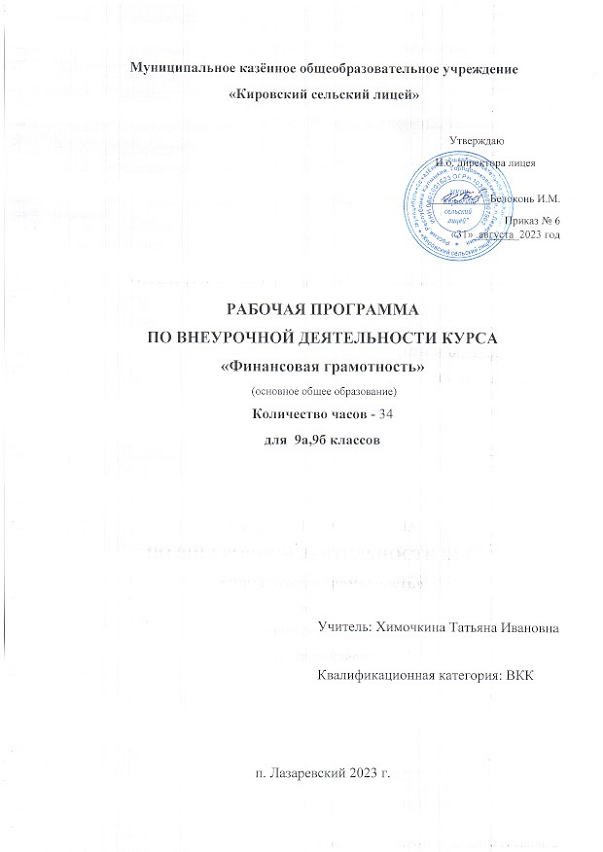 Муниципальное казённое общеобразовательное учреждение
«Кировский сельский лицей»
Утверждаю
И.о. директора лицея
Белоконь И.М.
сельский
лицей"
Приказ № 6
«31» августа 2023 год
РАБОЧАЯ ПРОГРАММА
ПО ВНЕУРОЧНОЙ ДЕЯТЕЛЬНОСТИ КУРСА
«Финансовая грамотность»
(основное общее образование)
Количество часов - 34
для 9а,9б классов
Учитель: Химочкина Татьяна Ивановна
Квалификационная категория: ВКК
п. Лазаревский 2023 г.